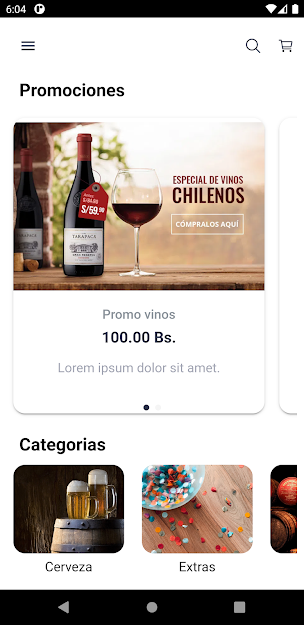 6:04
Promociones
TARAPACA
S/59.90
ESPECIAL DE VINOS
CHILENOS
CÓMPRALOS AQUÍ
Promo vinos
100.00 Bs.
Lorem ipsum dolor sit amet.
Categorias
Cerveza
Extras